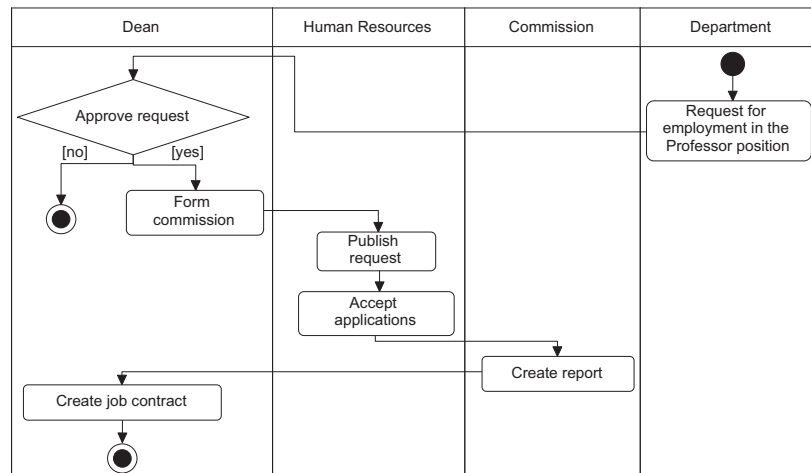 Dean
Human Resources
Commission
Department
Approve request
Request for
employment in the
Professor position
[no]
[yes]
Form
commission
Publish
request
Accept
applications
Create report
Create job contract